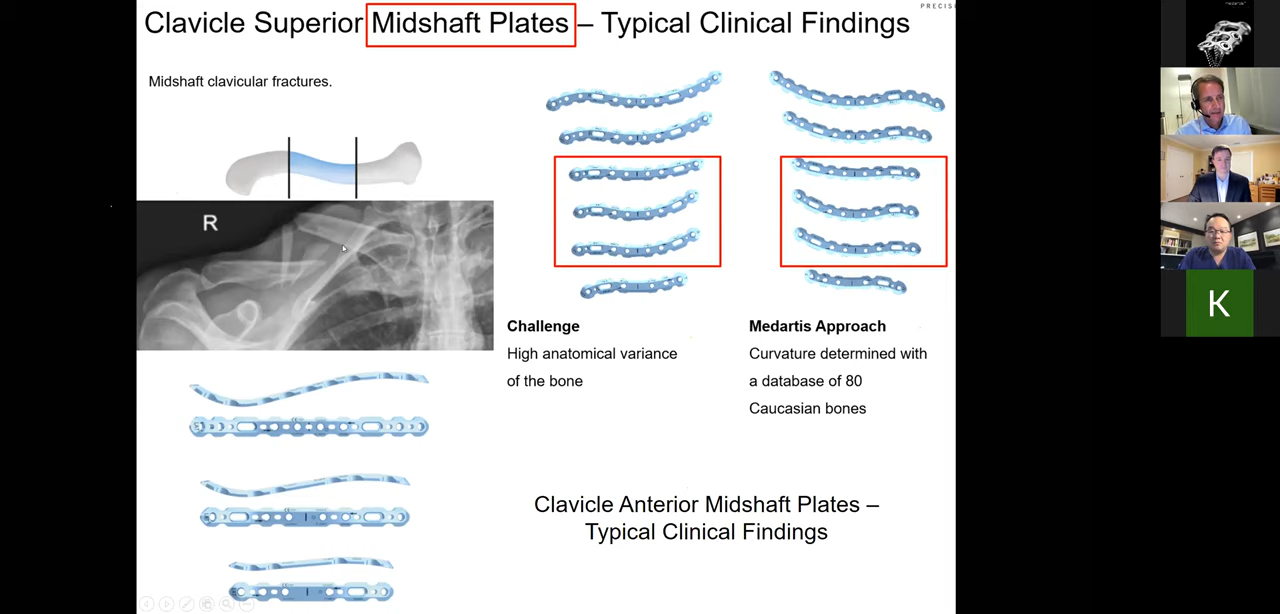 PRECISI
Clavicle Superior Midshaft Plates – Typical Clinical Findings
Midshaft clavicular fractures.
R
Challenge
High anatomical variance
of the bone
Medartis Approach
Curvature determined with
a database of 80
Caucasian bones
Clavicle Anterior Midshaft Plates –
Typical Clinical Findings
K